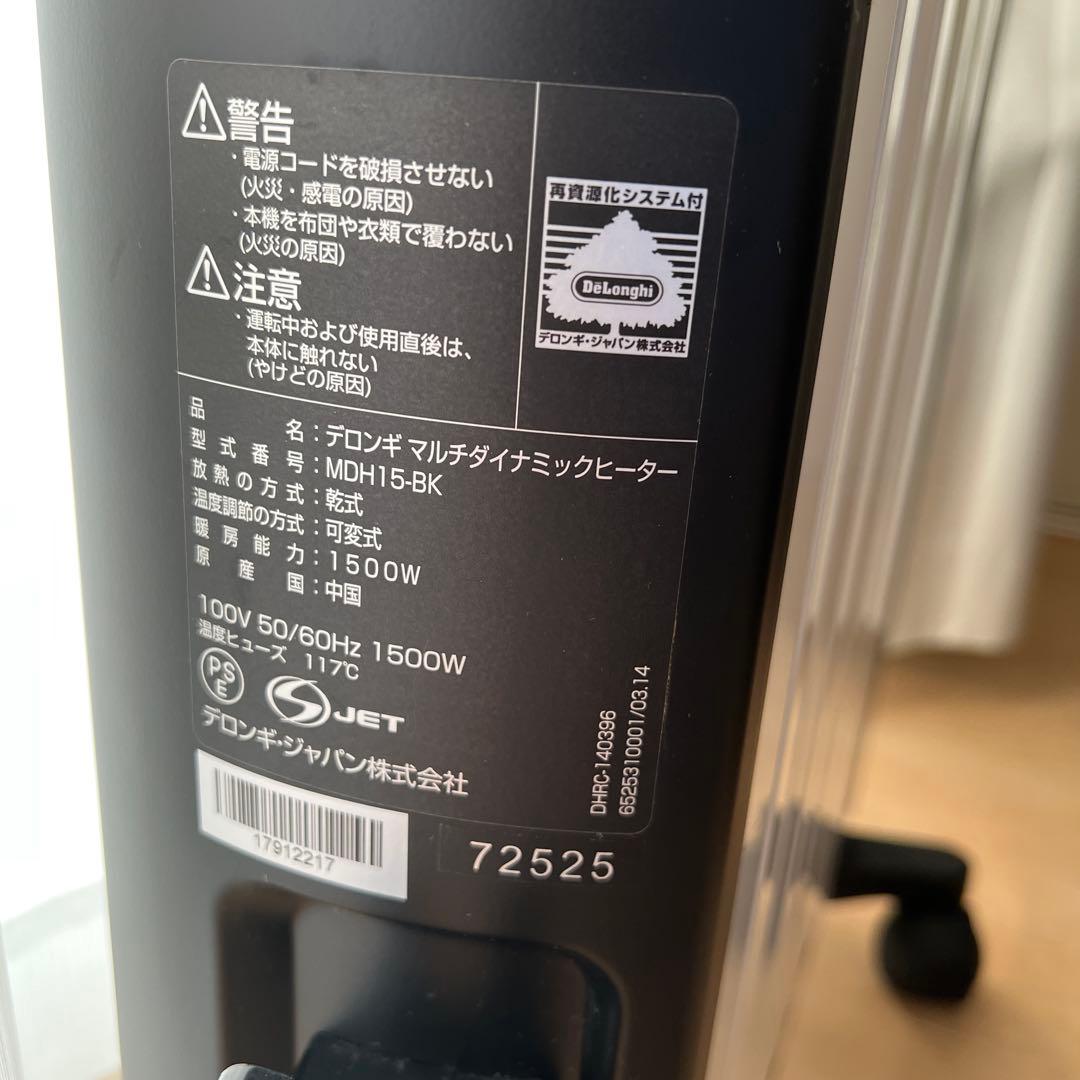 警告
・電源コードを破損させない
(火災・感電の原因)
・本機を布団や衣類で覆わない
(火災の原因)
注意
・運転中および使用直後は、
本体に触れない
(やけどの原因)
再資源化システム付
DeLonghi
デロンギ・ジャパン株式会社
品名：デロンギ マルチダイナミックヒーター
型式番号：MDH15-BK
放熱の方式：乾式
温度調節の方式：可変式
暖房能力：1500W
原産国：中国
100V 50/60Hz 1500W
温度ヒューズ 117℃
PSE
JET
デロンギ・ジャパン株式会社
DHRC-140396
6525310001/03.14
17912217
72525